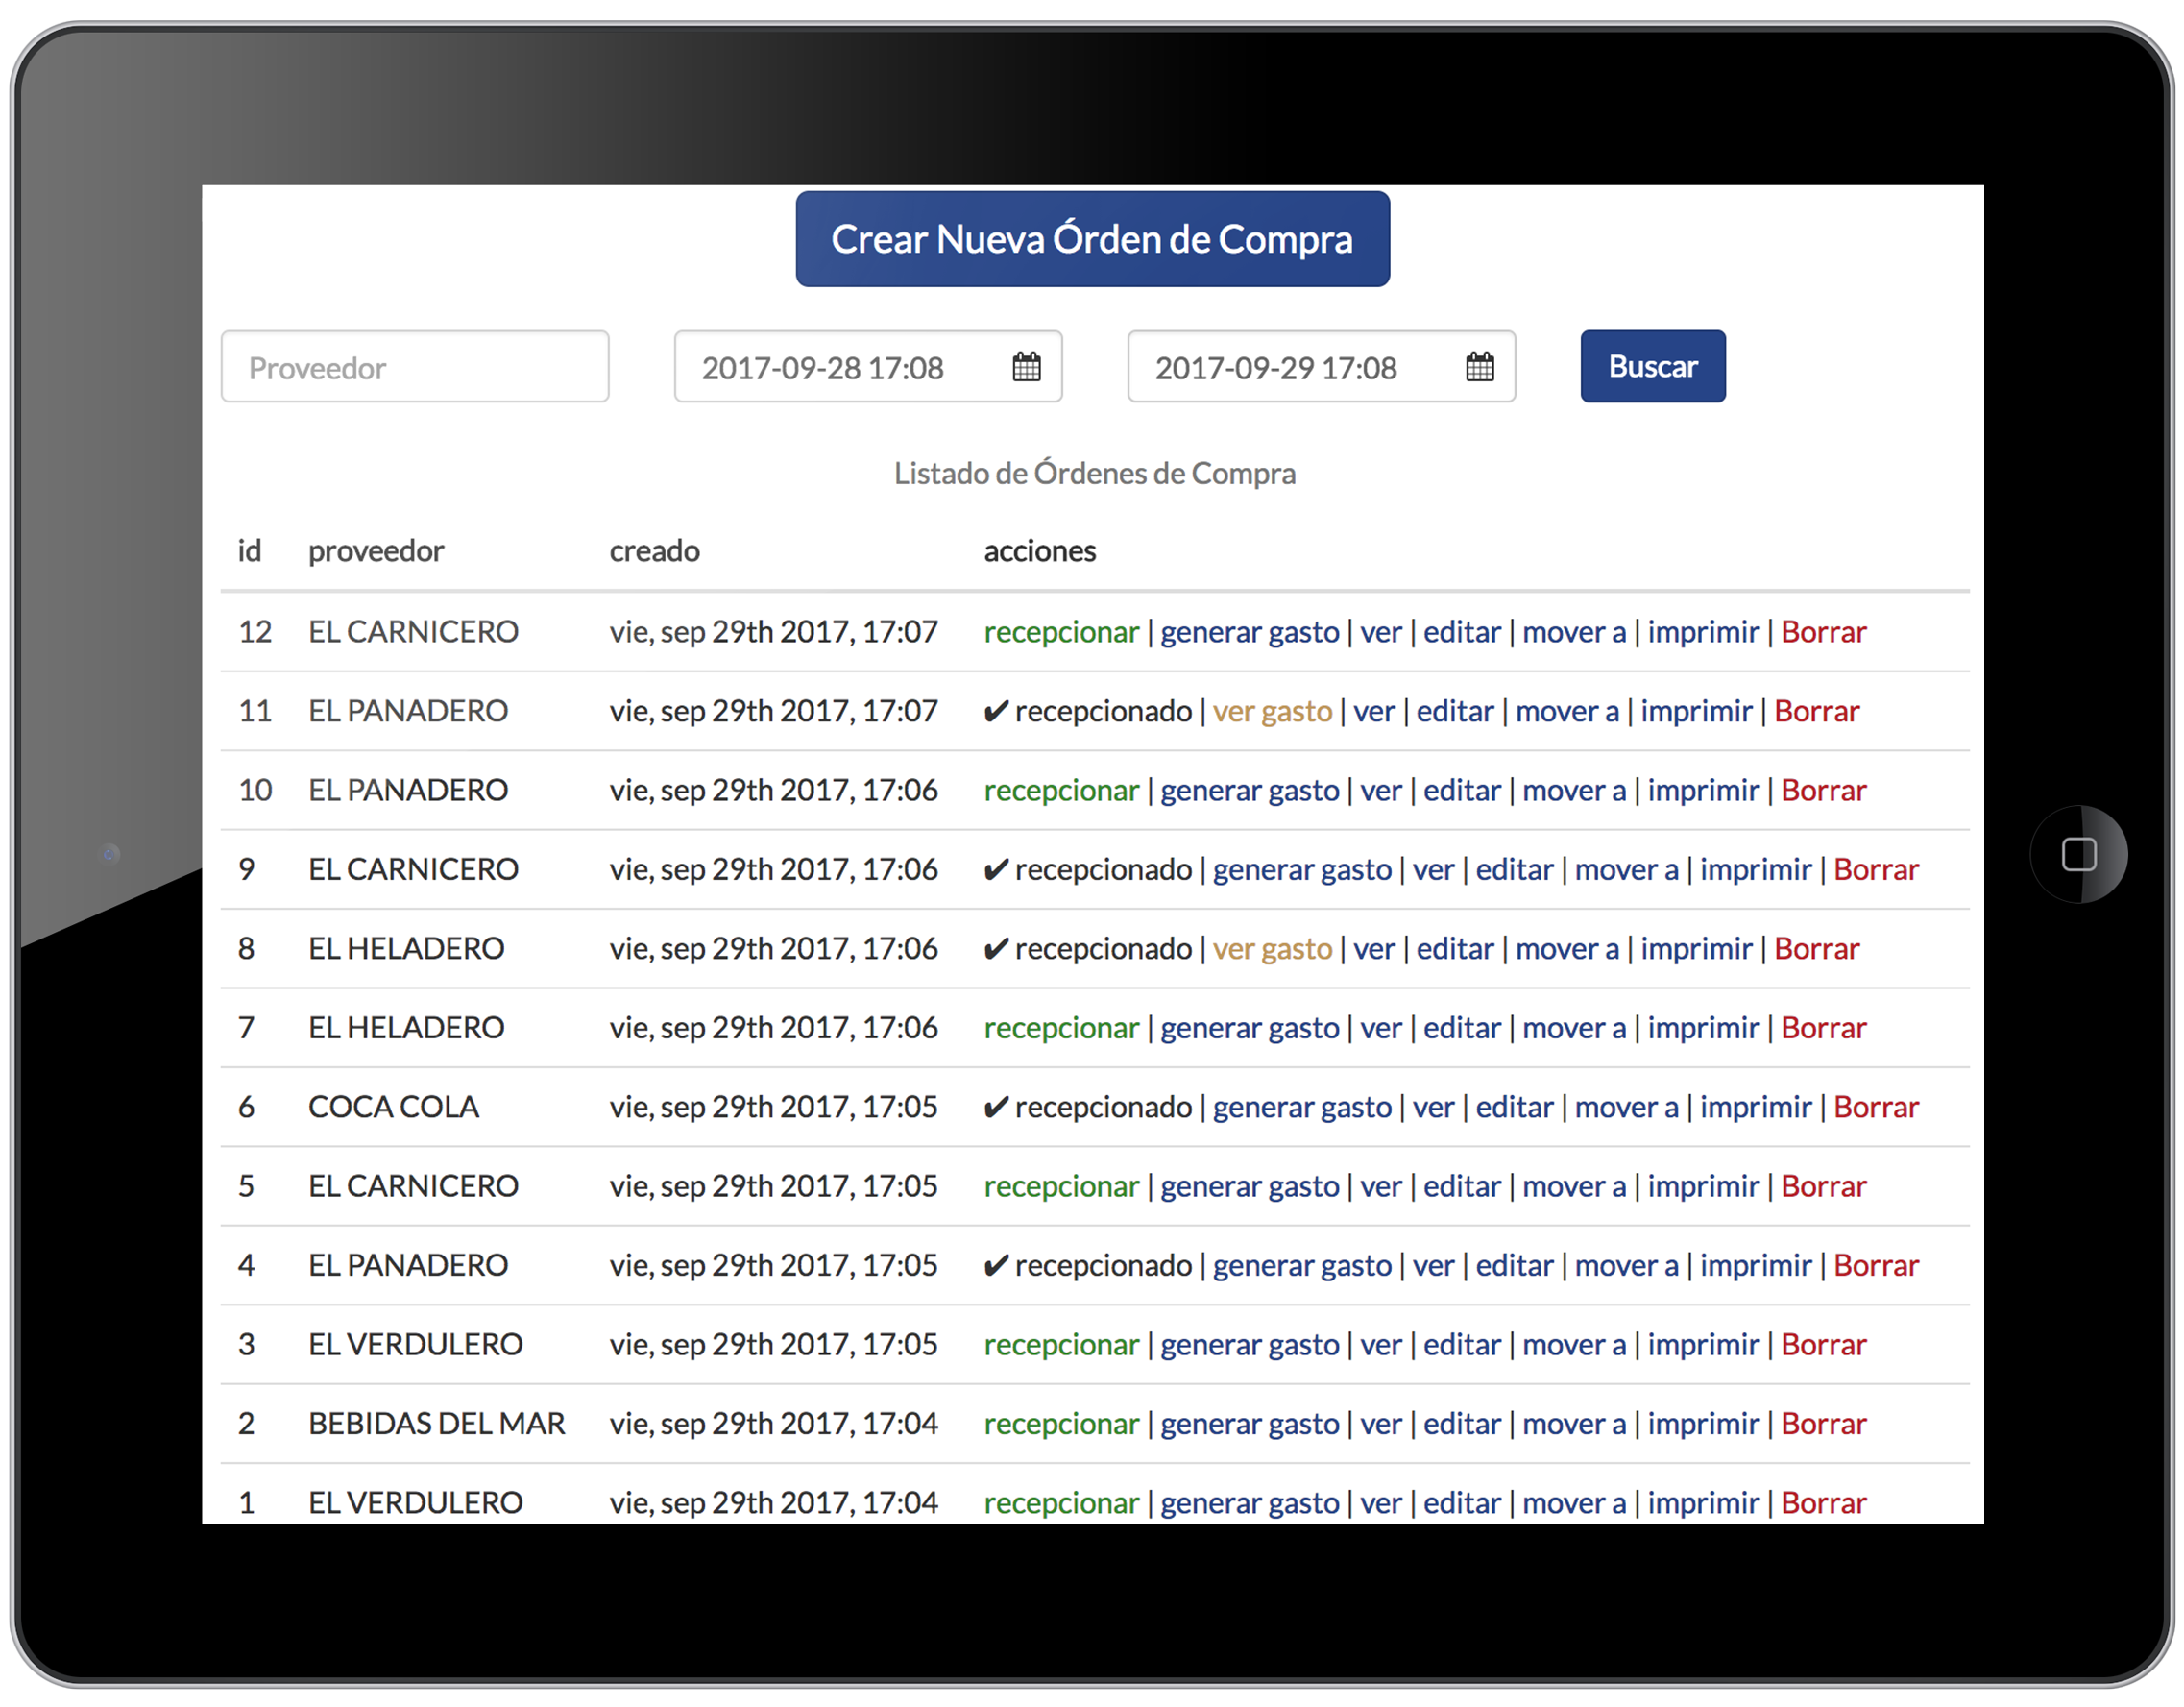 Crear Nueva Órden de Compra
Proveedor 2017-09-28 17:08 2017-09-29 17:08 Buscar
Listado de Órdenes de Compra
id proveedor creado acciones
12 EL CARNICERO vie, sep 29th 2017, 17:07 recepcionar | generar gasto | ver | editar | mover a | imprimir | Borrar
11 EL PANADERO vie, sep 29th 2017, 17:07 ✔ recepcionado | ver gasto | ver | editar | mover a | imprimir | Borrar
10 EL PANADERO vie, sep 29th 2017, 17:06 recepcionar | generar gasto | ver | editar | mover a | imprimir | Borrar
9 EL CARNICERO vie, sep 29th 2017, 17:06 ✔ recepcionado | generar gasto | ver | editar | mover a | imprimir | Borrar
8 EL HELADERO vie, sep 29th 2017, 17:06 ✔ recepcionado | ver gasto | ver | editar | mover a | imprimir | Borrar
7 EL HELADERO vie, sep 29th 2017, 17:06 recepcionar | generar gasto | ver | editar | mover a | imprimir | Borrar
6 COCA COLA vie, sep 29th 2017, 17:05 ✔ recepcionado | generar gasto | ver | editar | mover a | imprimir | Borrar
5 EL CARNICERO vie, sep 29th 2017, 17:05 recepcionar | generar gasto | ver | editar | mover a | imprimir | Borrar
4 EL PANADERO vie, sep 29th 2017, 17:05 ✔ recepcionado | generar gasto | ver | editar | mover a | imprimir | Borrar
3 EL VERDULERO vie, sep 29th 2017, 17:05 recepcionar | generar gasto | ver | editar | mover a | imprimir | Borrar
2 BEBIDAS DEL MAR vie, sep 29th 2017, 17:04 recepcionar | generar gasto | ver | editar | mover a | imprimir | Borrar
1 EL VERDULERO vie, sep 29th 2017, 17:04 recepcionar | generar gasto | ver | editar | mover a | imprimir | Borrar